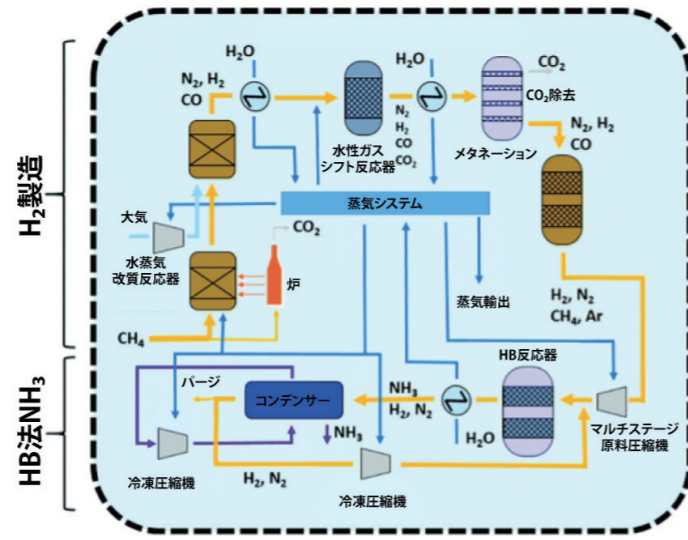 H₂製造
HB法NH₃
H₂O
N₂, H₂
CO
水性ガス
シフト反応器
N₂
H₂
CO
CO₂
H₂O
CO₂
CO₂除去
メタネーション
N₂, H₂
CO
大気
水蒸気
改質反応器
蒸気システム
CO₂
炉
蒸気輸出
CH₄
H₂, N₂
CH₄, Ar
パージ
コンデンサー
NH₃
H₂, N₂
HB反応器
NH₃
H₂O
マルチステージ
原料圧縮機
冷凍圧縮機
H₂, N₂
冷凍圧縮機